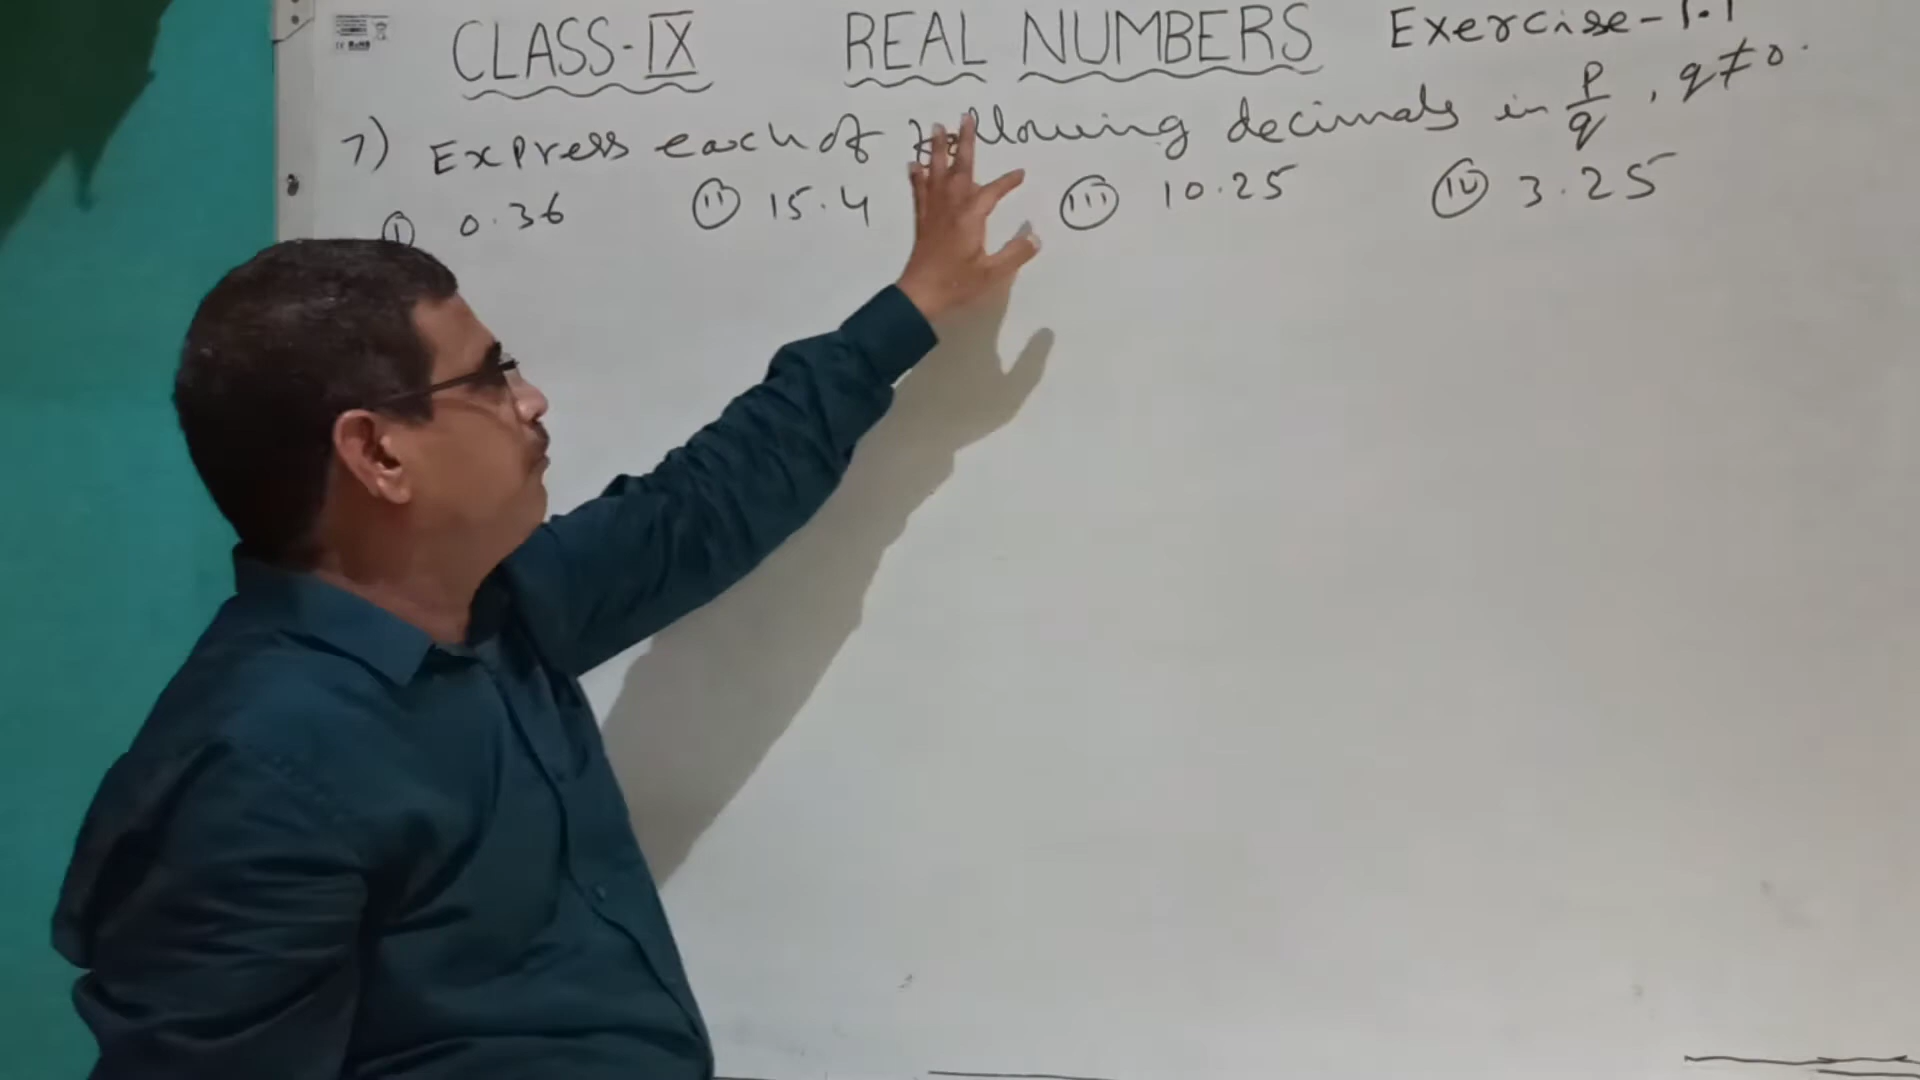 CLASS-IX REAL NUMBERS Exercise-1.1
7) Express each of following decimals in p/q, q≠0.
(i) 0.36 (ii) 15.4 (iii) 10.25 (iv) 3.25